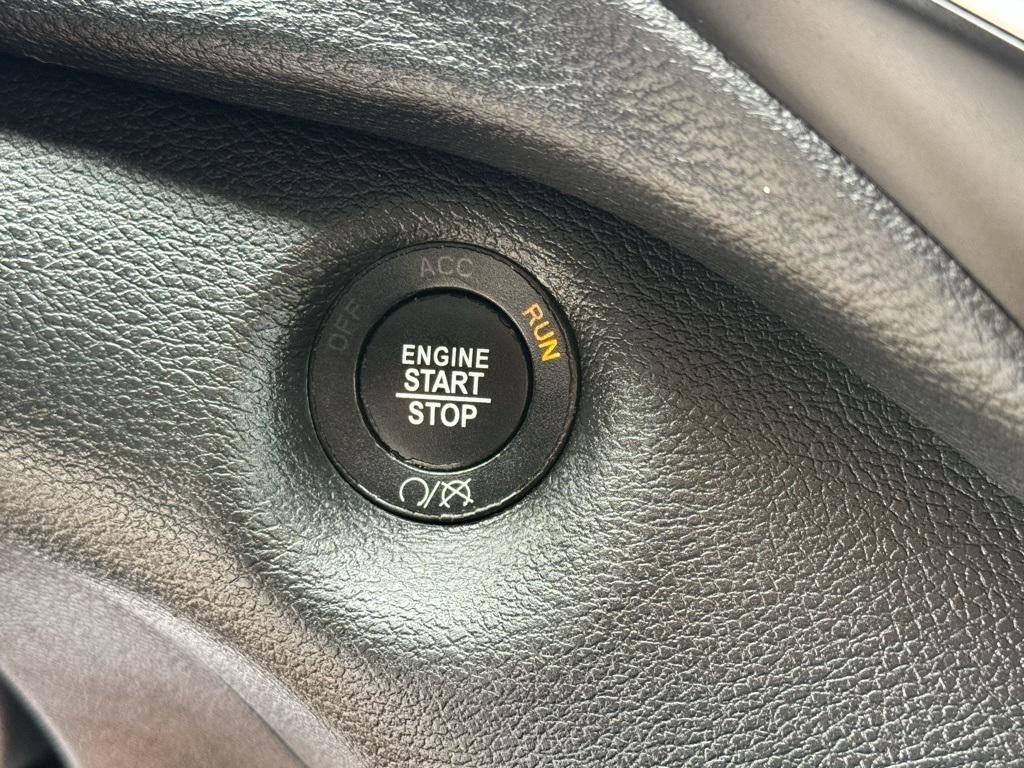 OFF
ACC
RUN
ENGINE
START
STOP